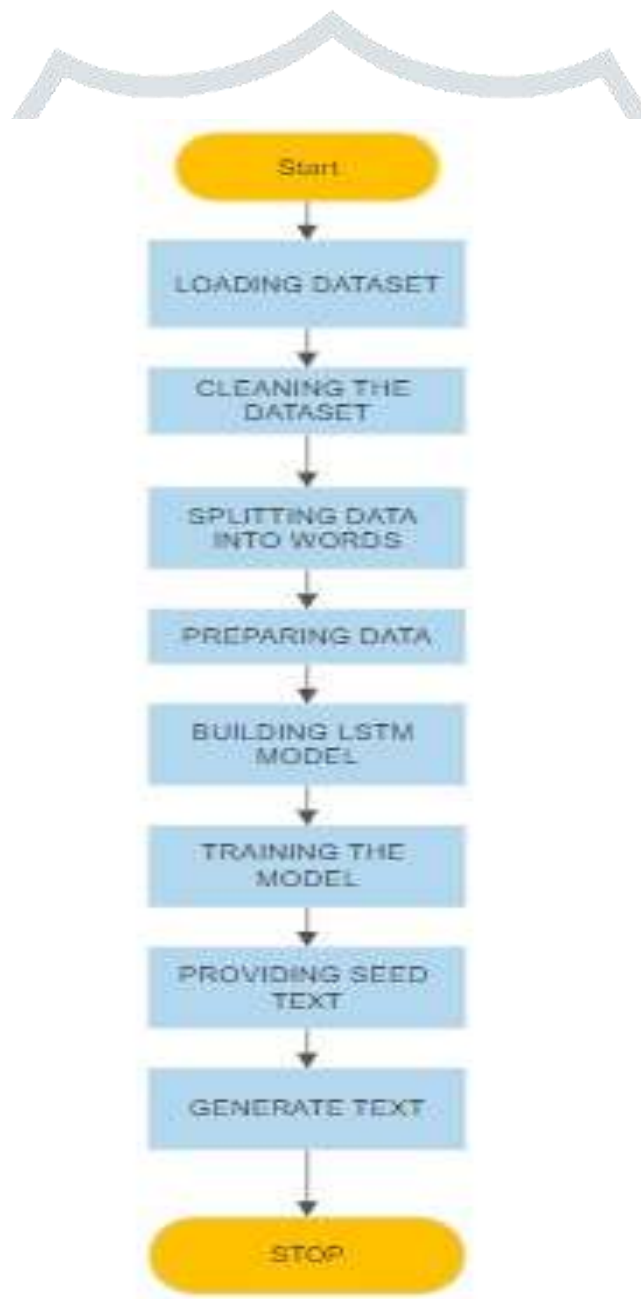 Start
LOADING DATASET
CLEANING THE
DATASET
SPLITTING DATA
INTO WORDS
PREPARING DATA
BUILDING LSTM
MODEL
TRAINING THE
MODEL
PROVIDING SEED
TEXT
GENERATE TEXT
STOP